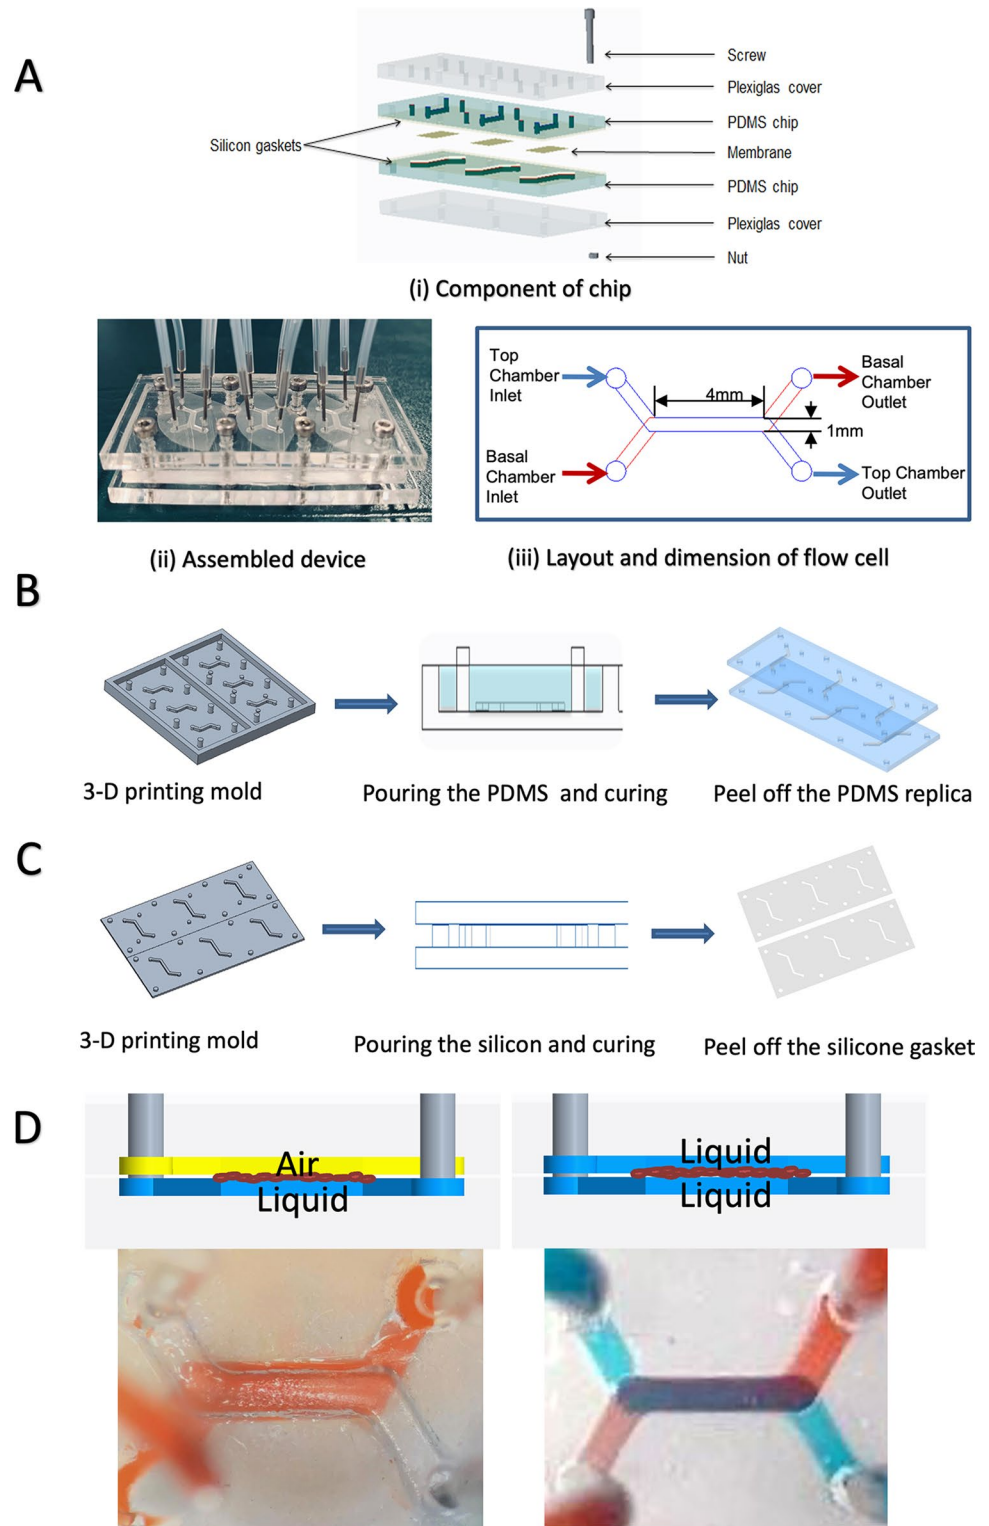 A
Screw
Plexiglas cover
PDMS chip
Silicon gaskets
Membrane
PDMS chip
Plexiglas cover
Nut
(i) Component of chip
Top
Chamber
Inlet
Basal
Chamber
Outlet
4mm
1mm
Basal
Chamber
Inlet
Top Chamber
Outlet
(ii) Assembled device
(iii) Layout and dimension of flow cell
B
3-D printing mold
Pouring the PDMS and curing
Peel off the PDMS replica
C
3-D printing mold
Pouring the silicon and curing
Peel off the silicone gasket
D
Air
Liquid
Liquid
Liquid